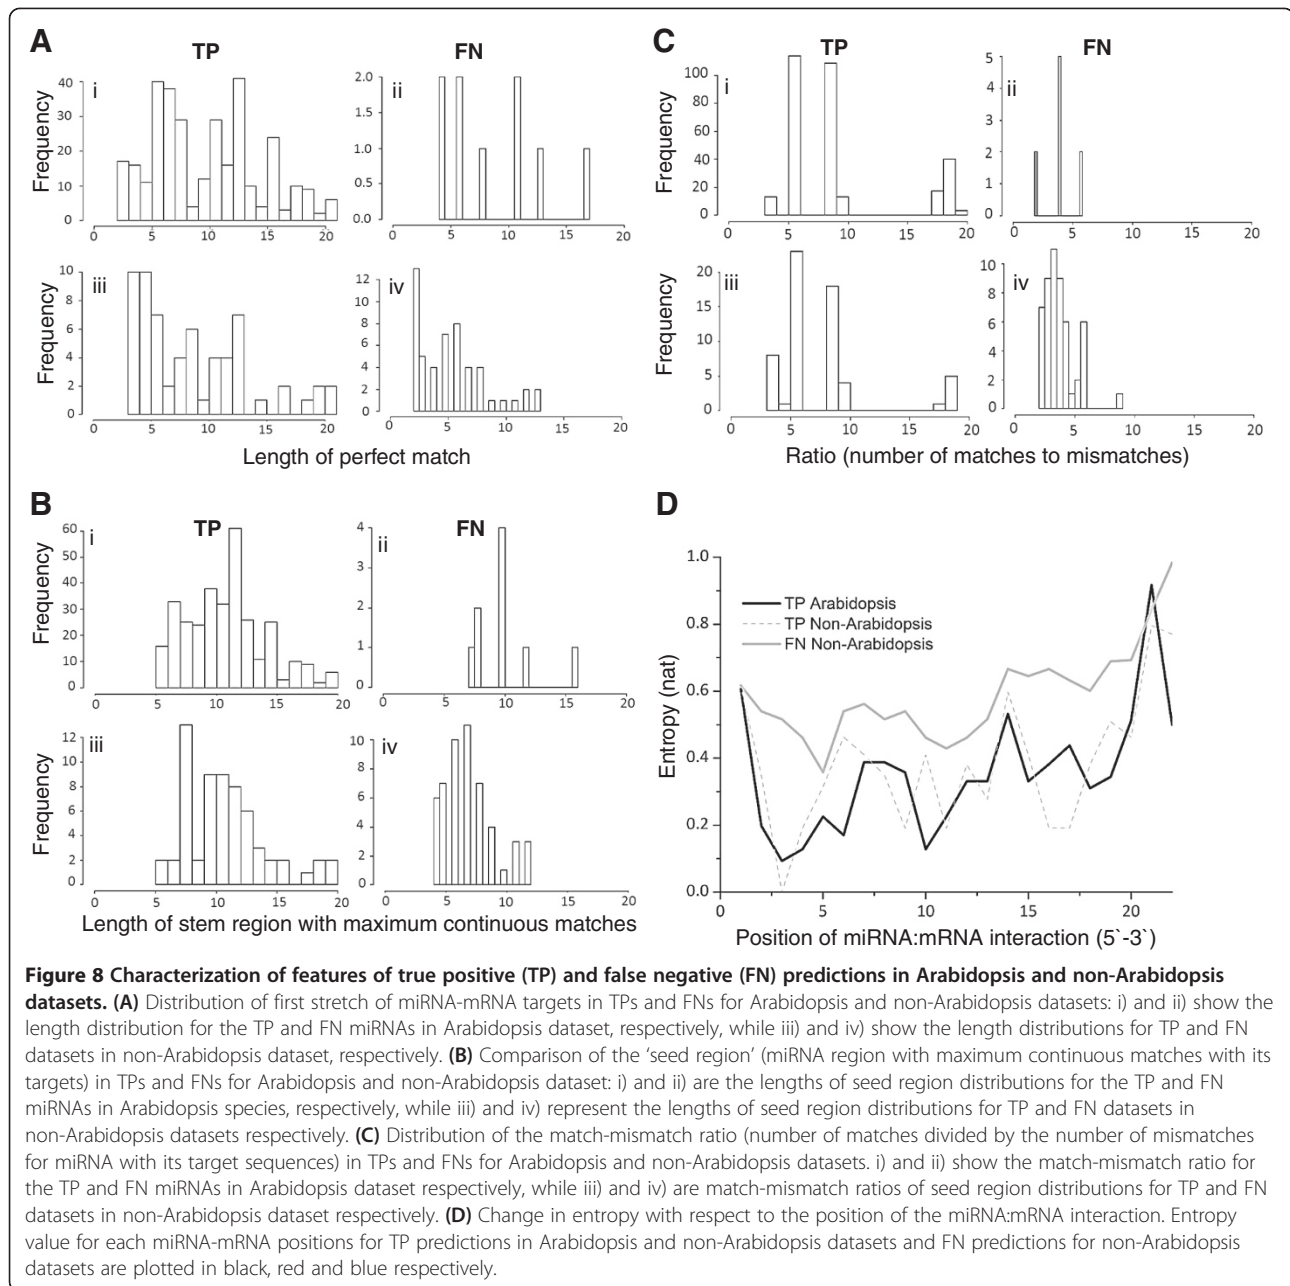 A
TP
FN
i
ii
Frequency
40
30
20
10
0
0 5 10 15 20
2.0
1.5
1.0
0.5
0.0
0 5 10 15 20
iii
iv
Frequency
10
8
6
4
2
0
0 5 10 15 20
12
10
8
6
4
2
0
0 5 10 15 20
Length of perfect match
C
TP
FN
i
ii
Frequency
100
80
60
40
20
0
0 5 10 15 20
5
4
3
2
1
0
0 5 10 15 20
iii
iv
Frequency
20
15
10
5
0
0 5 10 15 20
10
8
6
4
2
0
0 5 10 15 20
Ratio (number of matches to mismatches)
B
TP
FN
i
ii
Frequency
60
50
40
30
20
10
0
0 5 10 15 20
4
3
2
1
0
0 5 10 15 20
iii
iv
Frequency
12
10
8
6
4
2
0
0 5 10 15 20
10
8
6
4
2
0
0 5 10 15 20
Length of stem region with maximum continuous matches
D
Entropy (nat)
1.0
0.8
0.6
0.4
0.2
0.0
TP Arabidopsis
TP Non-Arabidopsis
FN Non-Arabidopsis
0 5 10 15 20
Position of miRNA:mRNA interaction (5`-3`)
Figure 8 Characterization of features of true positive (TP) and false negative (FN) predictions in Arabidopsis and non-Arabidopsis
datasets. (A) Distribution of first stretch of miRNA-mRNA targets in TPs and FNs for Arabidopsis and non-Arabidopsis datasets: i) and ii) show the
length distribution for the TP and FN miRNAs in Arabidopsis dataset, respectively, while iii) and iv) show the length distributions for TP and FN
datasets in non-Arabidopsis dataset, respectively. (B) Comparison of the ‘seed region’ (miRNA region with maximum continuous matches with its
targets) in TPs and FNs for Arabidopsis and non-Arabidopsis dataset: i) and ii) are the lengths of seed region distributions for the TP and FN
miRNAs in Arabidopsis species, respectively, while iii) and iv) represent the lengths of seed region distributions for TP and FN datasets in
non-Arabidopsis datasets respectively. (C) Distribution of the match-mismatch ratio (number of matches divided by the number of mismatches
for miRNA with its target sequences) in TPs and FNs for Arabidopsis and non-Arabidopsis datasets. i) and ii) show the match-mismatch ratio for
the TP and FN miRNAs in Arabidopsis dataset respectively, while iii) and iv) are match-mismatch ratios of seed region distributions for TP and FN
datasets in non-Arabidopsis dataset respectively. (D) Change in entropy with respect to the position of the miRNA:mRNA interaction. Entropy
value for each miRNA-mRNA positions for TP predictions in Arabidopsis and non-Arabidopsis datasets and FN predictions for non-Arabidopsis
datasets are plotted in black, red and blue respectively.